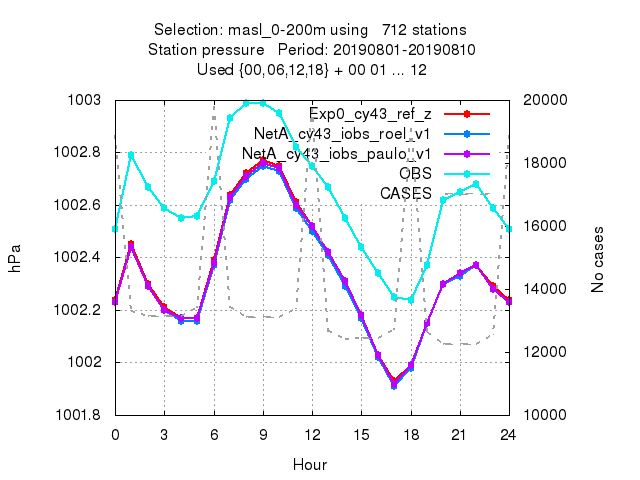 Selection: masl_0-200m using   712 stations
Station pressure   Period: 20190801-20190810
Used {00,06,12,18} + 00 01 ... 12
1003
1002.8
1002.6
1002.4
1002.2
1002
1001.8
hPa
20000
18000
16000
14000
12000
10000
No cases
Exp0_cy43_ref_z
NetA_cy43_iobs_roel_v1
NetA_cy43_iobs_paulo_v1
OBS
CASES
0 3 6 9 12 15 18 21 24
Hour